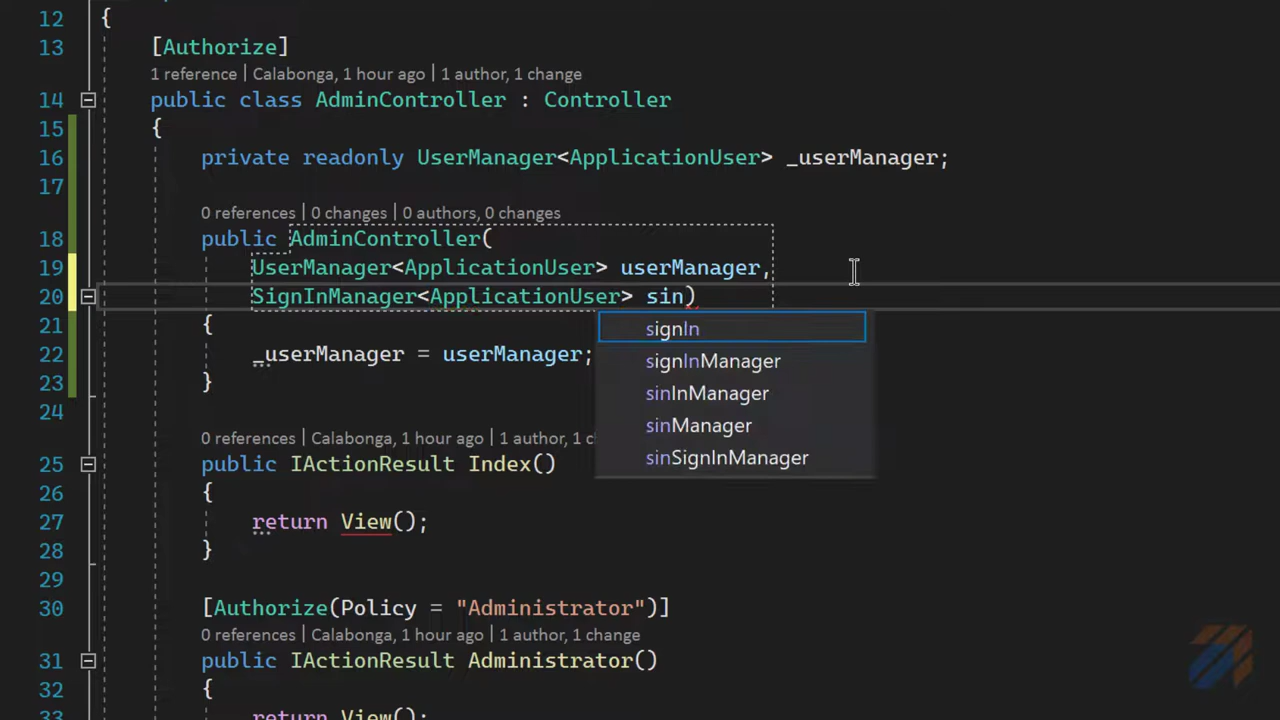 12 {
13 [Authorize]
1 reference | Calabonga, 1 hour ago | 1 author, 1 change
14 public class AdminController : Controller
15 {
16 private readonly UserManager<ApplicationUser> _userManager;
17
0 references | 0 changes | 0 authors, 0 changes
18 public AdminController(
19 UserManager<ApplicationUser> userManager,
20 SignInManager<ApplicationUser> sin)
21 {
signIn
22 _userManager = userManager;
signInManager
23 }
sinInManager
24
sinManager
0 references | Calabonga, 1 hour ago | 1 author, 1 c
sinSignInManager
25 public IActionResult Index()
26 {
27 return View();
28 }
29
30 [Authorize(Policy = "Administrator")]
0 references | Calabonga, 1 hour ago | 1 author, 1 change
31 public IActionResult Administrator()
32 {
33 return View();